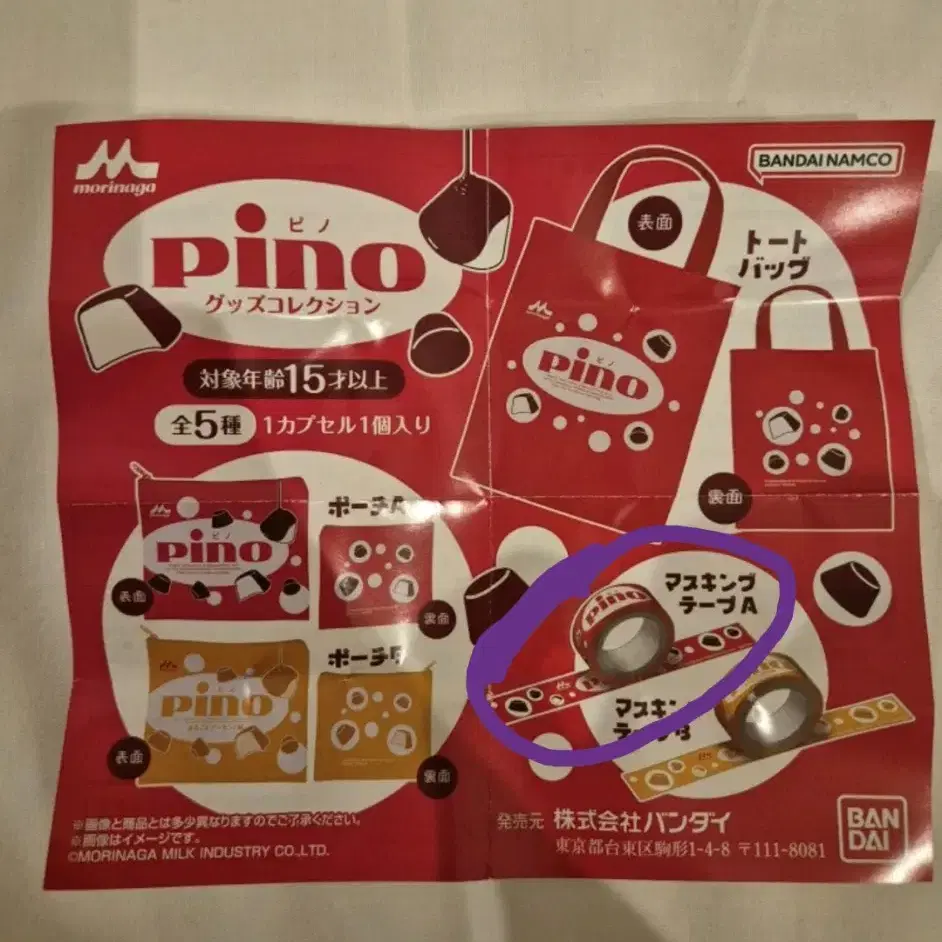 morinaga
BANDAI NAMCO
ピノ
pino
グッズコレクション
対象年齢15才以上
全5種 1カプセル1個入り
表面
トート
バッグ
ピノ
pino
裏面
ポーチA
ピノ
pino
表面
裏面
ポーチB
pino
表面
裏面
マスキング
テープA
pino
マスキング
テープB
※画像と商品とは多少異なりますのでご了承ください。
※画像はイメージです。
©MORINAGA MILK INDUSTRY CO.,LTD.
発売元 株式会社バンダイ
東京都台東区駒形1-4-8 〒111-8081
BAN
DAI